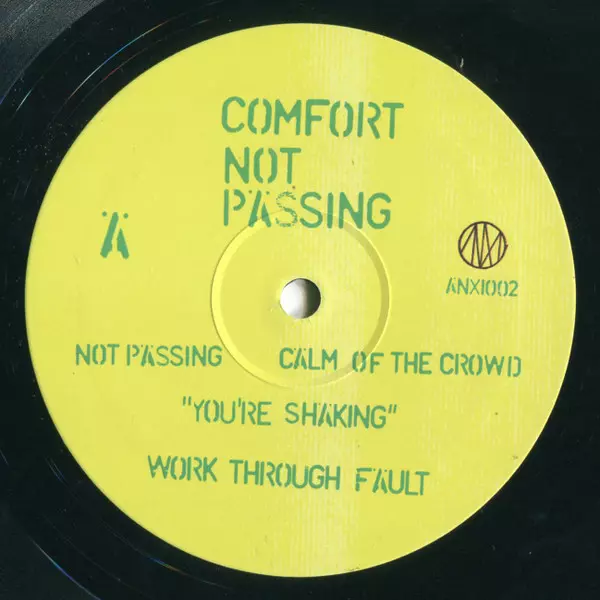 COMFORT
NOT
PASSING
A
ANXI002
NOT PASSING CALM OF THE CROWD
"YOU'RE SHAKING"
WORK THROUGH FAULT